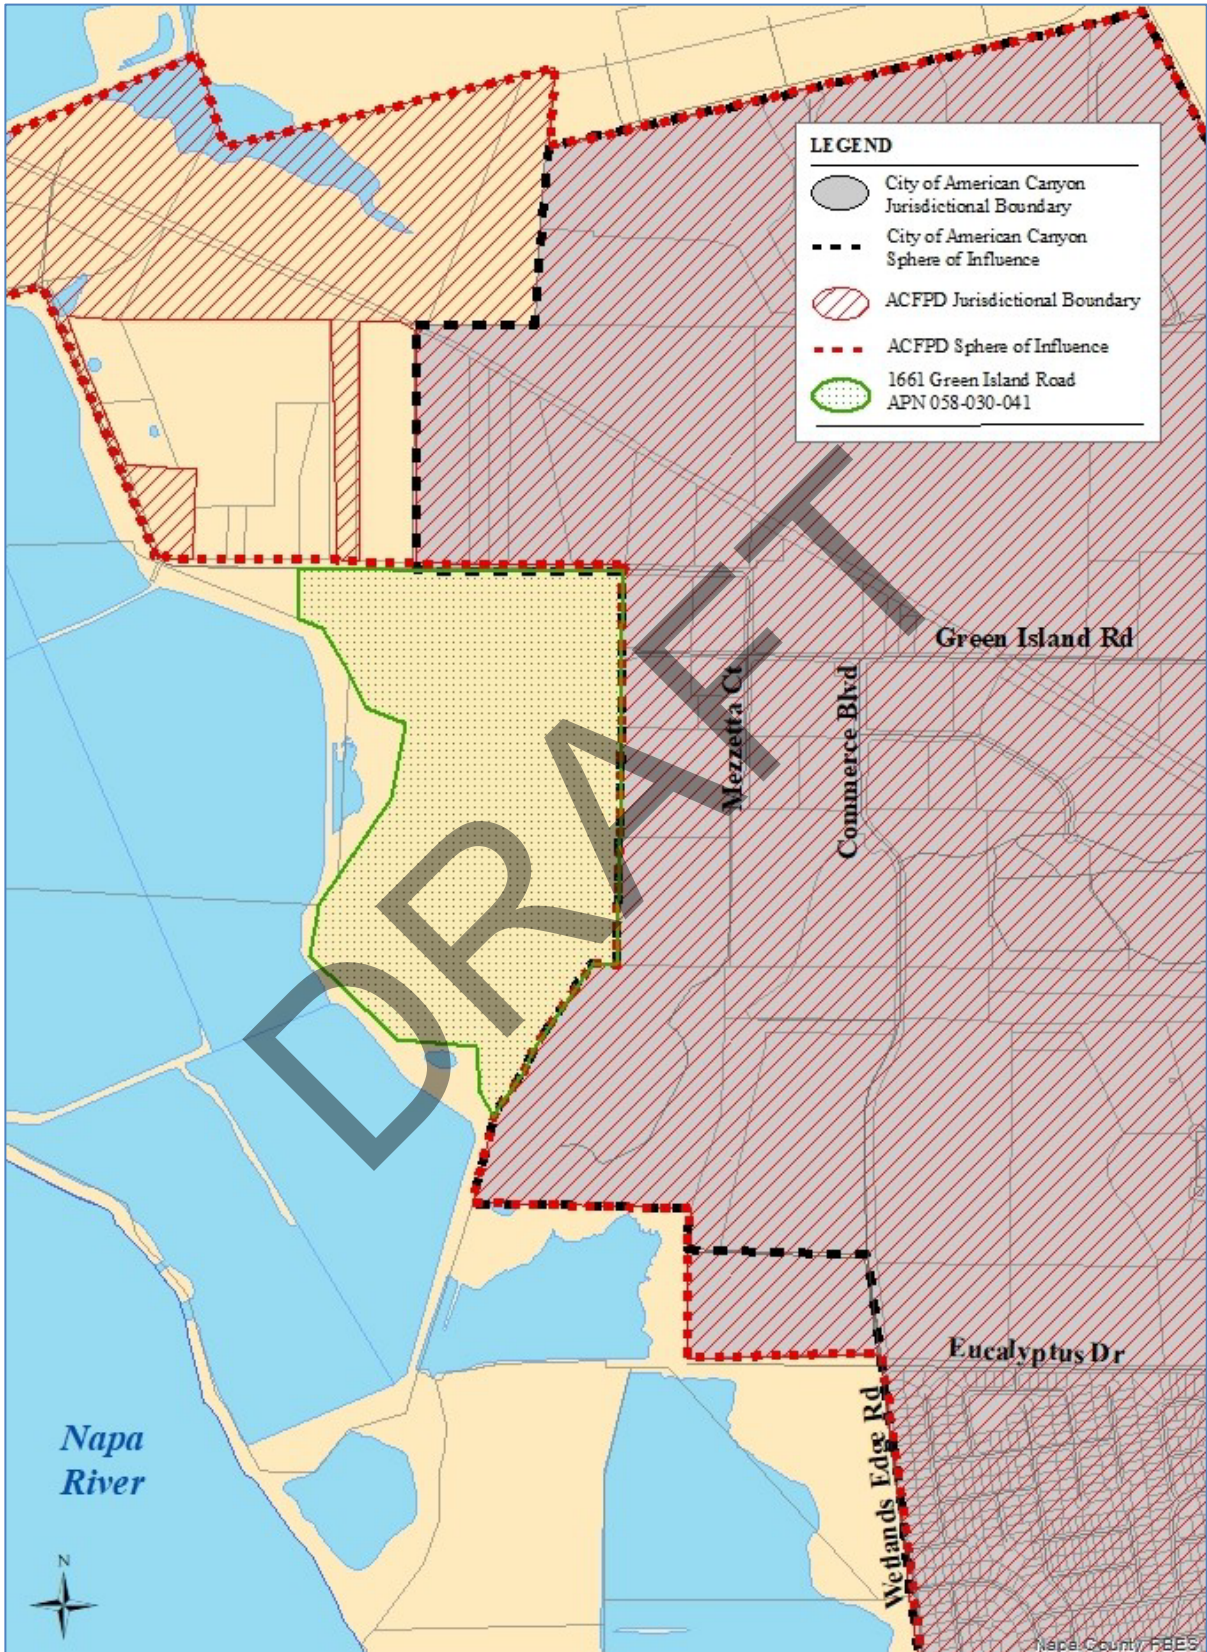 LEGEND
City of American Canyon
Jurisdictional Boundary
City of American Canyon
Sphere of Influence
ACFPD Jurisdictional Boundary
ACFPD Sphere of Influence
1661 Green Island Road
APN 058-030-041
DRAFT
Green Island Rd
Mezzetta Ct
Commerce Blvd
Eucalyptus Dr
Wetlands Edge Rd
Napa
River
N
Napa County PBES